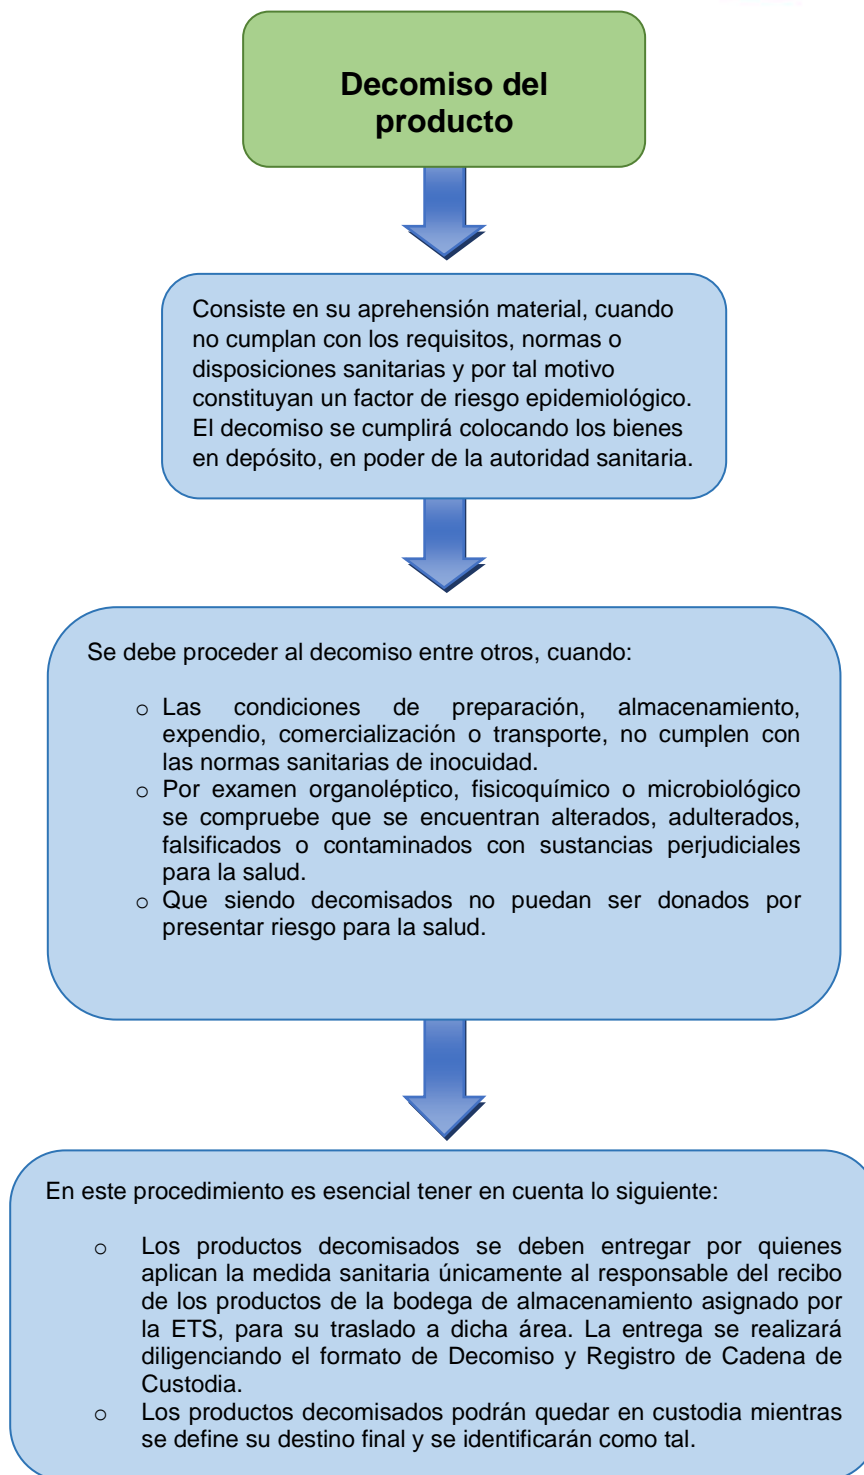 Decomiso del
producto
Consiste en su aprehensión material, cuando
no cumplan con los requisitos, normas o
disposiciones sanitarias y por tal motivo
constituyan un factor de riesgo epidemiológico.
El decomiso se cumplirá colocando los bienes
en depósito, en poder de la autoridad sanitaria.
Se debe proceder al decomiso entre otros, cuando:
o Las condiciones de preparación, almacenamiento,
expendio, comercialización o transporte, no cumplen con
las normas sanitarias de inocuidad.
o Por examen organoléptico, fisicoquímico o microbiológico
se compruebe que se encuentran alterados, adulterados,
falsificados o contaminados con sustancias perjudiciales
para la salud.
o Que siendo decomisados no puedan ser donados por
presentar riesgo para la salud.
En este procedimiento es esencial tener en cuenta lo siguiente:
o Los productos decomisados se deben entregar por quienes
aplican la medida sanitaria únicamente al responsable del recibo
de los productos de la bodega de almacenamiento asignado por
la ETS, para su traslado a dicha área. La entrega se realizará
diligenciando el formato de Decomiso y Registro de Cadena de
Custodia.
o Los productos decomisados podrán quedar en custodia mientras
se define su destino final y se identificarán como tal.